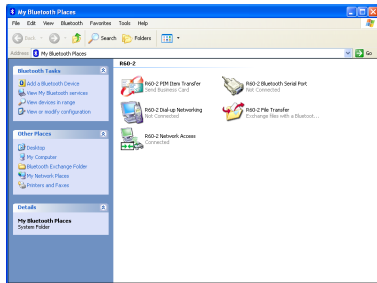 My Bluetooth Places
File Edit View Bluetooth Favorites Tools Help
Back Search Folders
Address My Bluetooth Places Go
Bluetooth Tasks
Add a Bluetooth Device
View My Bluetooth services
View devices in range
View or modify configuration
Other Places
Desktop
My Computer
Bluetooth Exchange Folder
My Network Places
Printers and Faxes
Details
My Bluetooth Places
System Folder
R60-2
R60-2 PIM Item Transfer
Send Business Card
R60-2 Bluetooth Serial Port
Not Connected
R60-2 Dial-up Networking
Not Connected
R60-2 File Transfer
Exchange files with a Bluetoot...
R60-2 Network Access
Connected